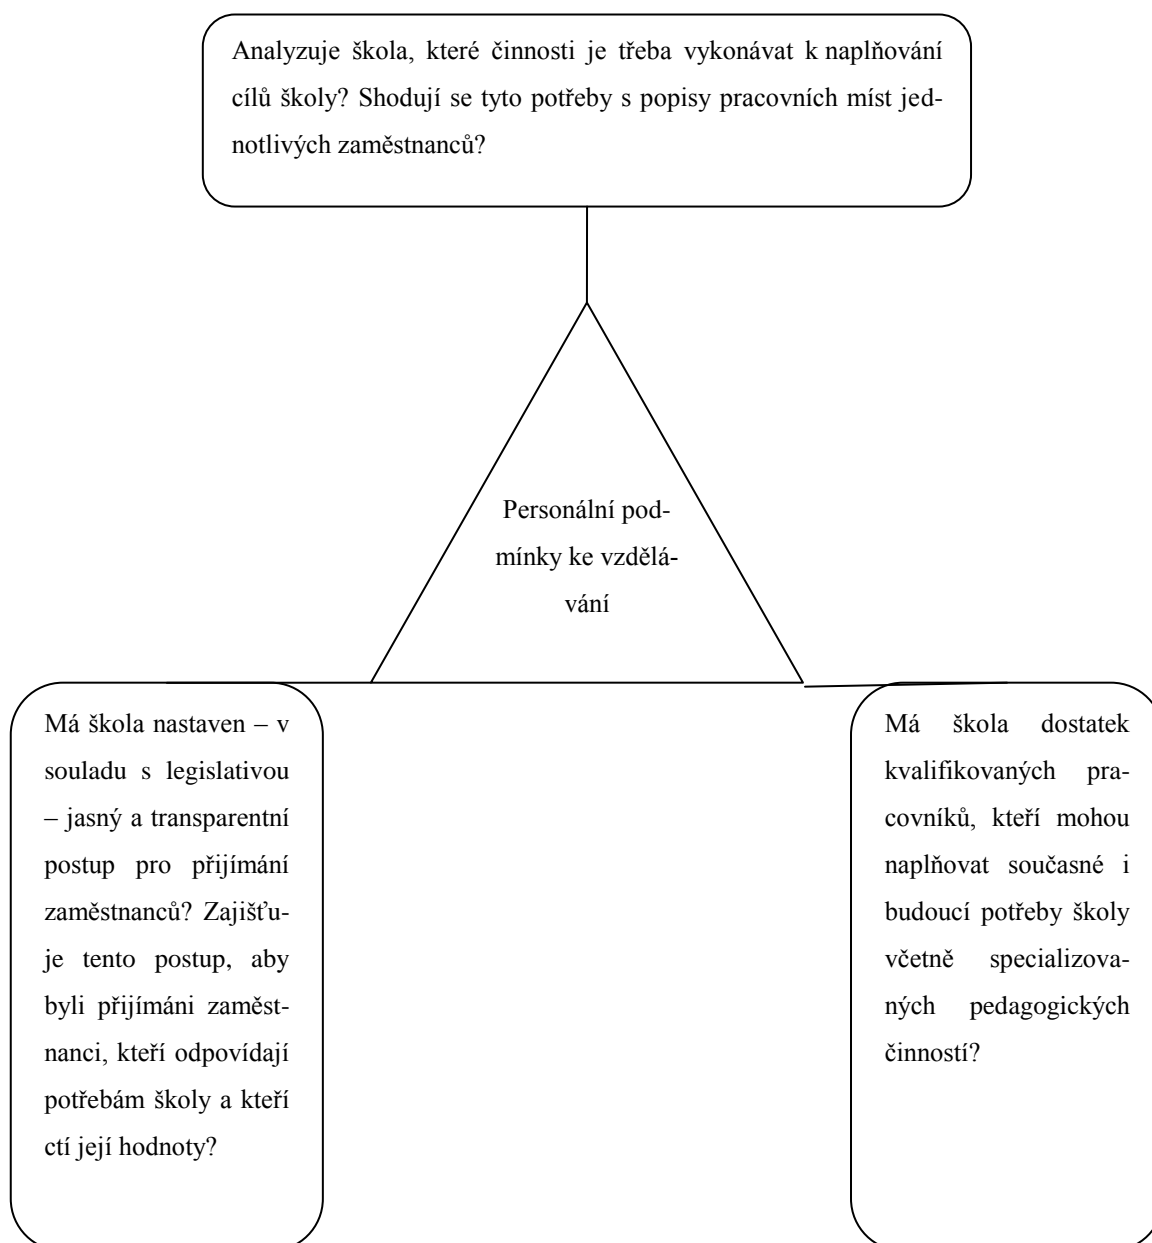 Analyzuje škola, které činnosti je třeba vykonávat k naplňování
cílů školy? Shodují se tyto potřeby s popisy pracovních míst jed-
notlivých zaměstnanců?
Personální pod-
mínky ke vzdělá-
vání
Má škola nastaven – v
souladu s legislativou
– jasný a transparentní
postup pro přijímání
zaměstnanců? Zajišťu-
je tento postup, aby
byli přijímáni zaměst-
nanci, kteří odpovídají
potřebám školy a kteří
ctí její hodnoty?
Má škola dostatek
kvalifikovaných pra-
covníků, kteří mohou
naplňovat současné i
budoucí potřeby školy
včetně specializova-
ných pedagogických
činností?